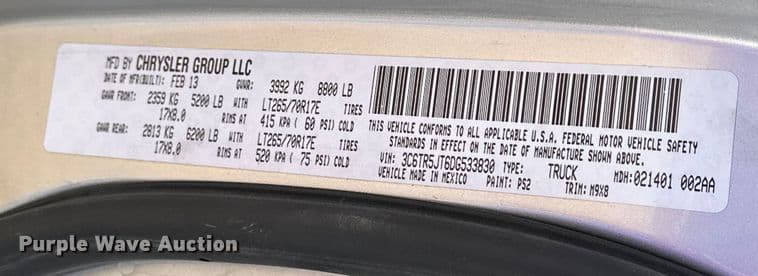 MFD BY CHRYSLER GROUP LLC
DATE OF MFR(BUILT): FEB 13 GVWR: 3992 KG 8800 LB
GAWR FRONT: 2359 KG 5200 LB WITH LT265/70R17E TIRES
17X8.0 RIMS AT 415 KPA ( 60 PSI) COLD
GAWR REAR: 2813 KG 6200 LB WITH LT265/70R17E TIRES
17X8.0 RIMS AT 520 KPA ( 75 PSI) COLD
THIS VEHICLE CONFORMS TO ALL APPLICABLE U.S.A. FEDERAL MOTOR VEHICLE SAFETY
STANDARDS IN EFFECT ON THE DATE OF MANUFACTURE SHOWN ABOVE.
VIN: 3C6TR5JT6DG533830 TYPE: TRUCK MDH: 021401 002AA
VEHICLE MADE IN MEXICO PAINT: PS2 TRIM: M9X8
Purple Wave Auction